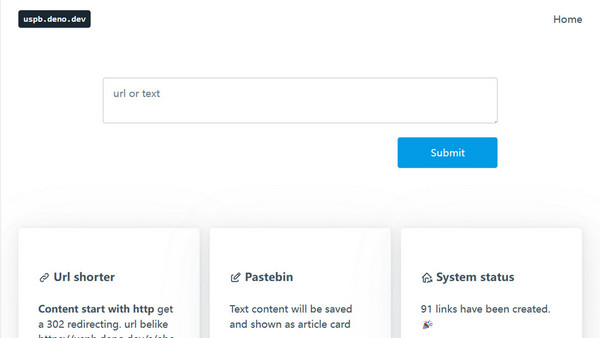 uspb.deno.dev
Home
url or text
Submit
Url shorter
Content start with http get
a 302 redirecting. url belike
Pastebin
Text content will be saved
and shown as article card
System status
91 links have been created.
🎉